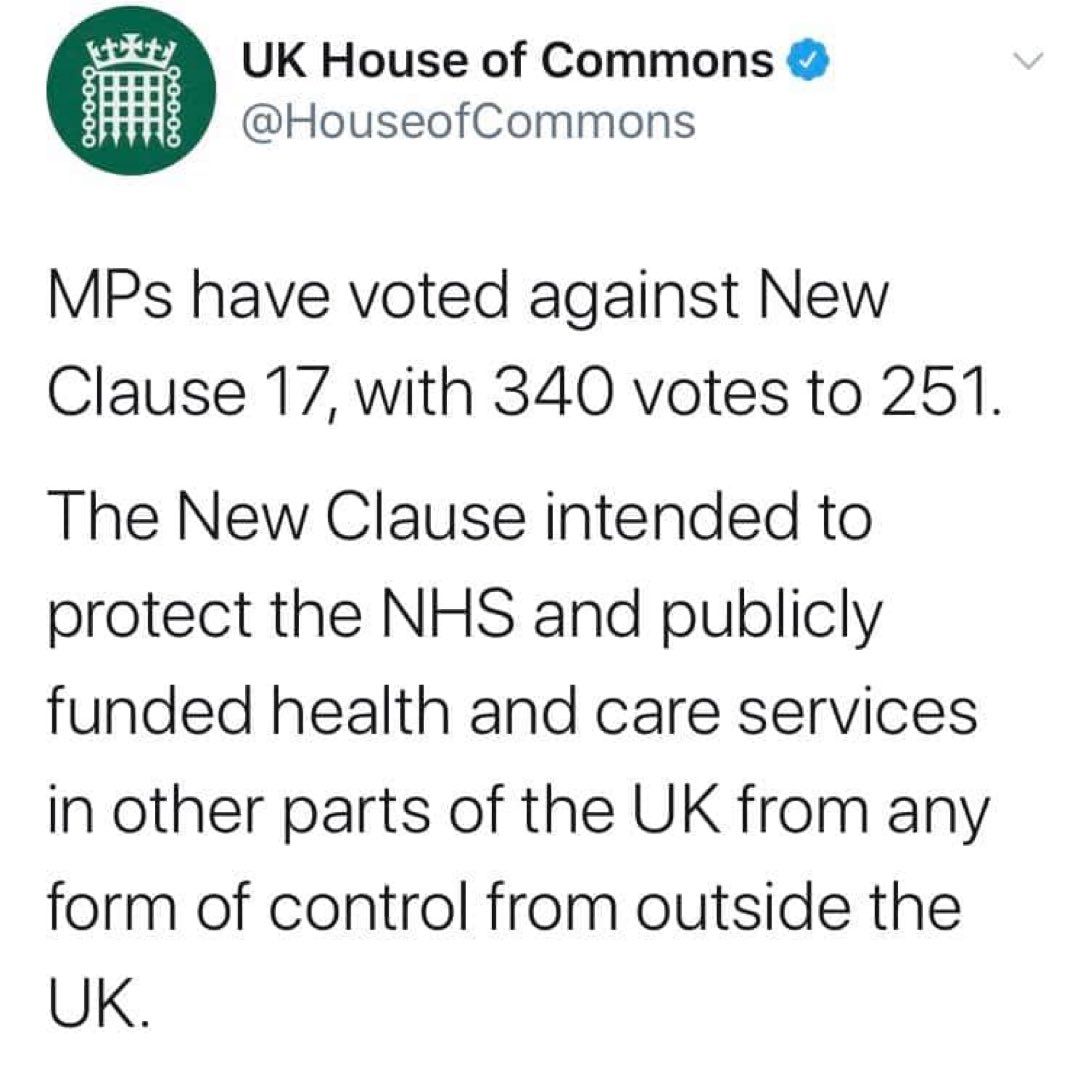 UK House of Commons
@HouseofCommons
MPs have voted against New
Clause 17, with 340 votes to 251.
The New Clause intended to
protect the NHS and publicly
funded health and care services
in other parts of the UK from any
form of control from outside the
UK.